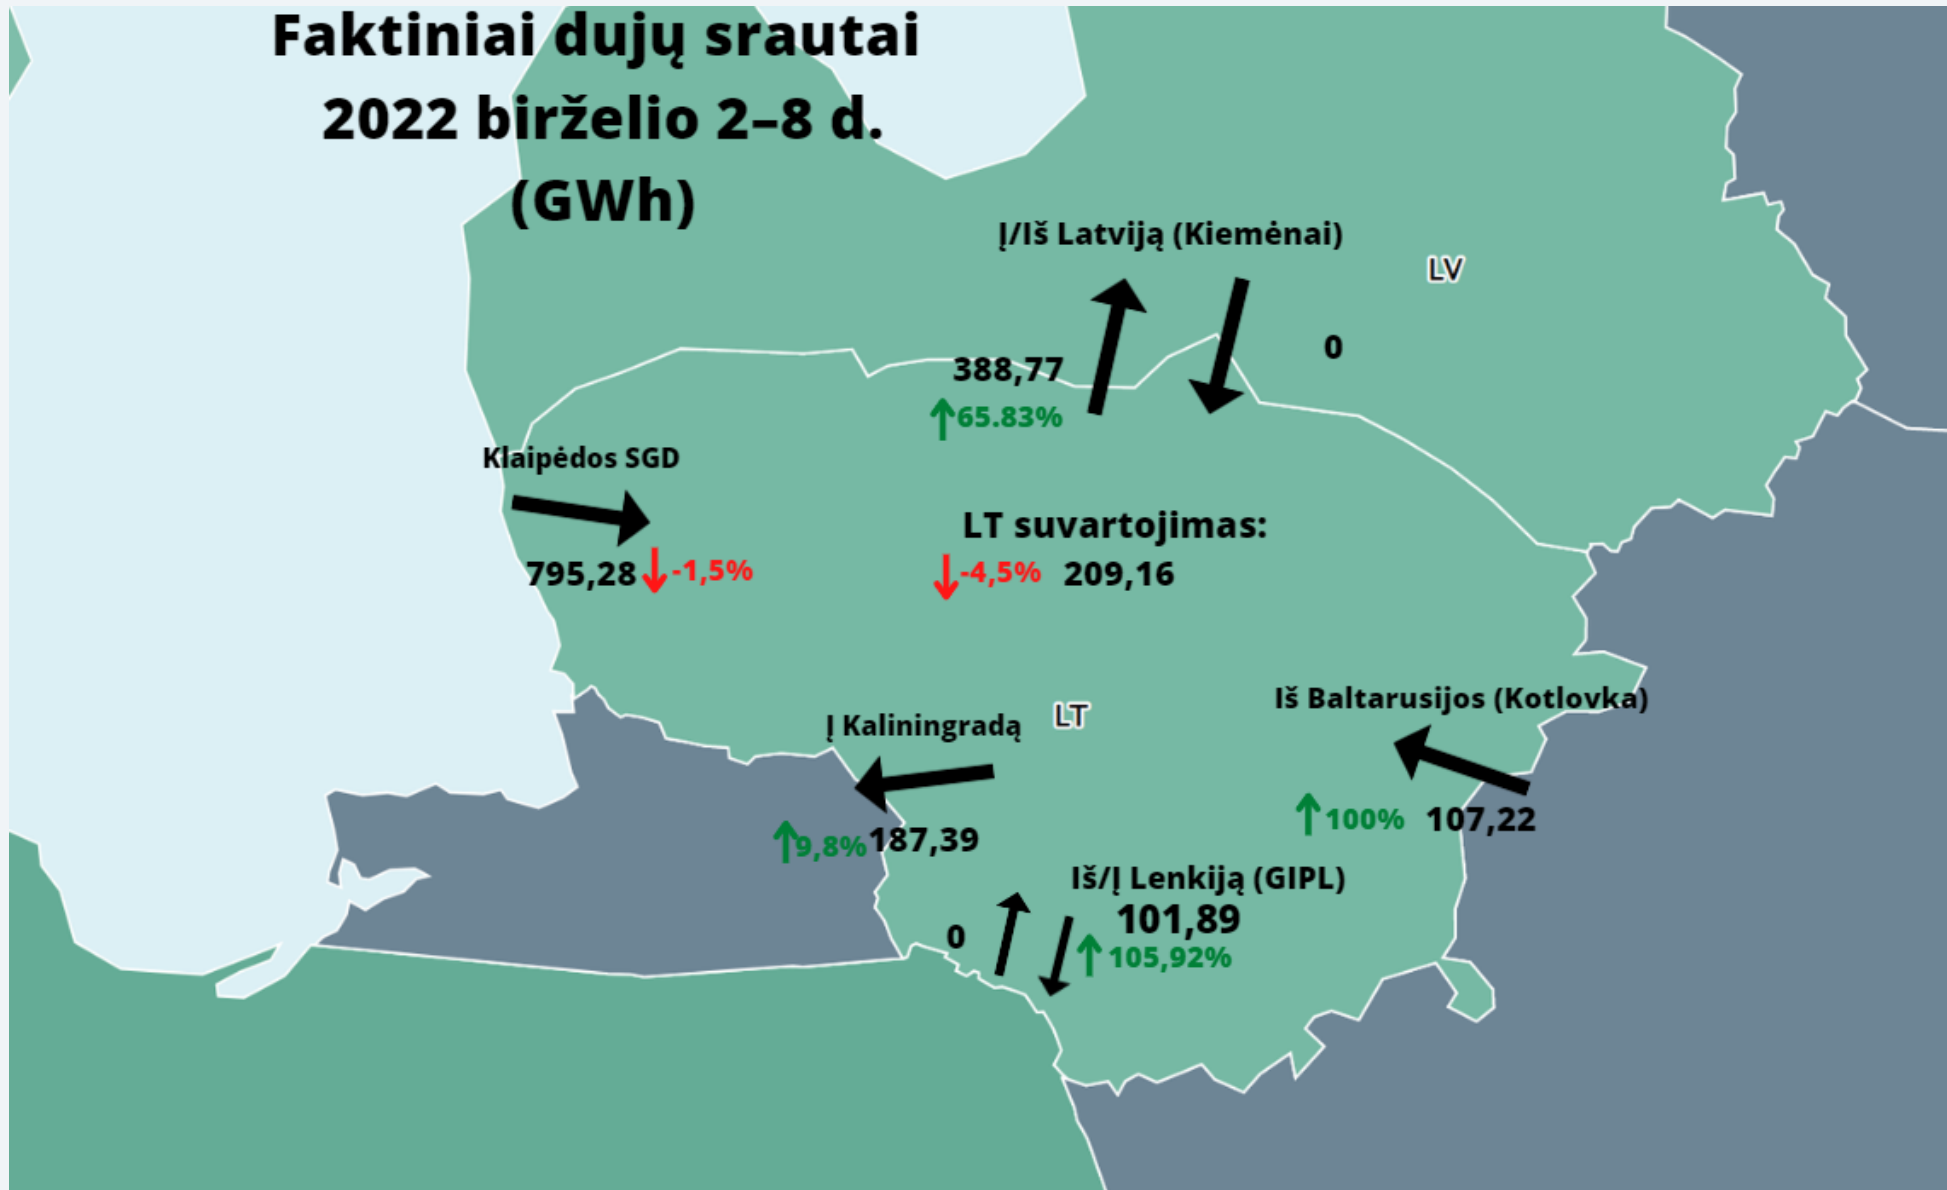 Faktiniai dujų srautai
2022 birželio 2–8 d.
(GWh)
Į/Iš Latviją (Kiemėnai)
LV
0
388,77
65.83%
Klaipėdos SGD
795,28 -1,5%
LT suvartojimas:
-4,5% 209,16
Iš Baltarusijos (Kotlovka)
100% 107,22
Į Kaliningradą
LT
9,8% 187,39
Iš/Į Lenkiją (GIPL)
101,89
0
105,92%